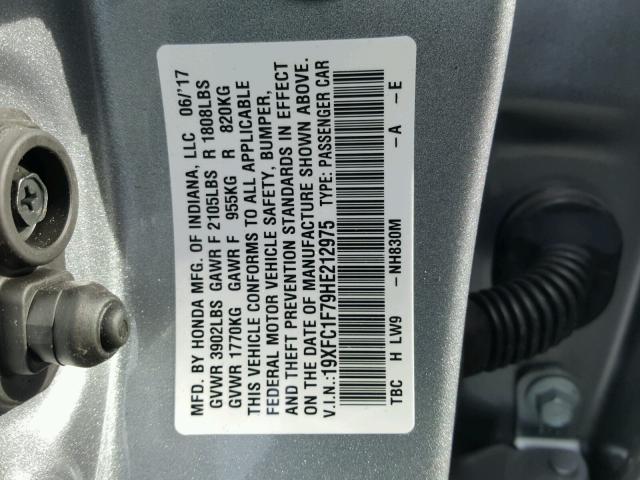 MFD. BY HONDA MFG. OF INDIANA, LLC 06/'17
GVWR 3902LBS GAWR F 2105LBS R 1808LBS
GVWR 1770KG GAWR F 955KG R 820KG
THIS VEHICLE CONFORMS TO ALL APPLICABLE
FEDERAL MOTOR VEHICLE SAFETY, BUMPER,
AND THEFT PREVENTION STANDARDS IN EFFECT
ON THE DATE OF MANUFACTURE SHOWN ABOVE.
V.I.N.:19XFC1F79HE212975 TYPE: PASSENGER CAR
TBC H LW9 –NH830M –A –E